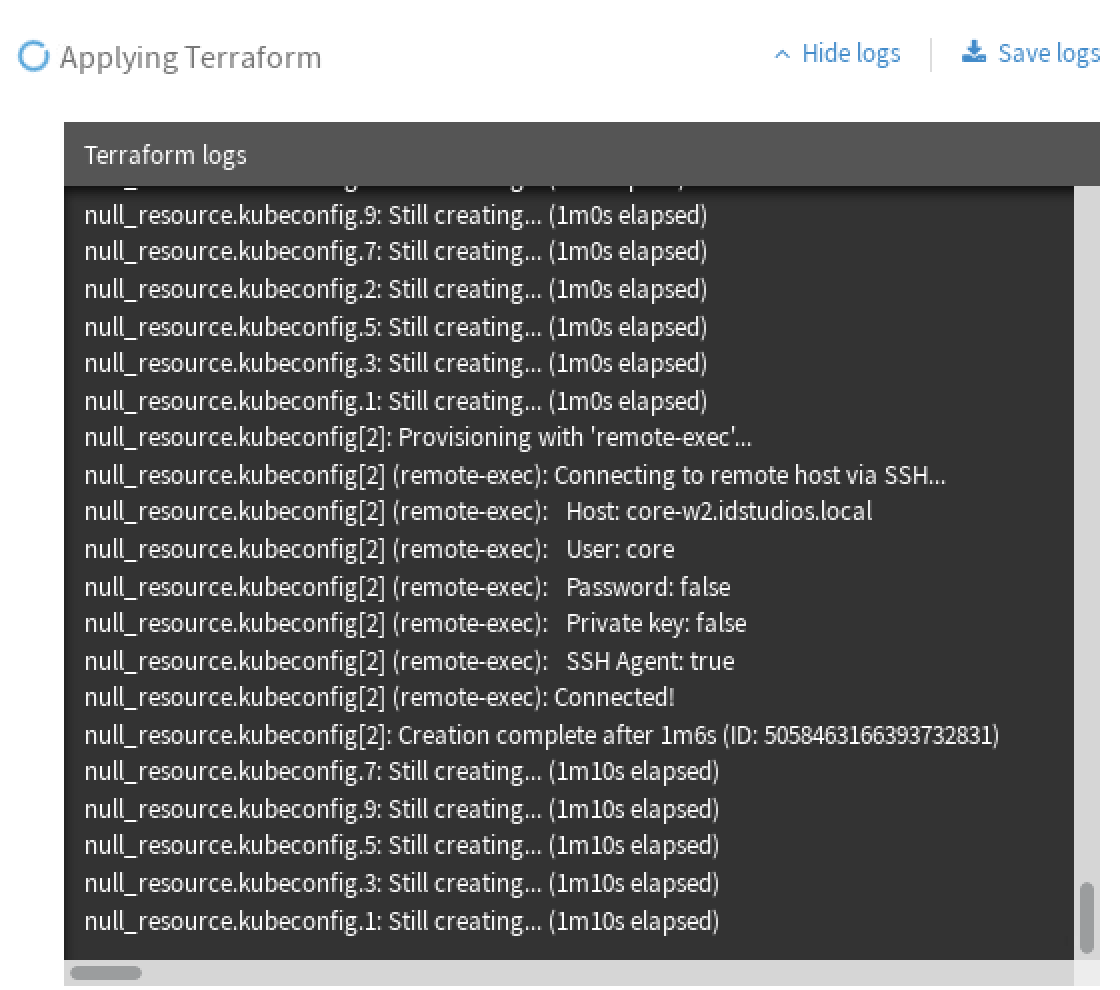 Applying Terraform
Hide logs
Save logs
Terraform logs
null_resource.kubeconfig.9: Still creating... (1m0s elapsed)
null_resource.kubeconfig.7: Still creating... (1m0s elapsed)
null_resource.kubeconfig.2: Still creating... (1m0s elapsed)
null_resource.kubeconfig.5: Still creating... (1m0s elapsed)
null_resource.kubeconfig.3: Still creating... (1m0s elapsed)
null_resource.kubeconfig.1: Still creating... (1m0s elapsed)
null_resource.kubeconfig[2]: Provisioning with 'remote-exec'...
null_resource.kubeconfig[2] (remote-exec): Connecting to remote host via SSH...
null_resource.kubeconfig[2] (remote-exec):   Host: core-w2.idstudios.local
null_resource.kubeconfig[2] (remote-exec):   User: core
null_resource.kubeconfig[2] (remote-exec):   Password: false
null_resource.kubeconfig[2] (remote-exec):   Private key: false
null_resource.kubeconfig[2] (remote-exec):   SSH Agent: true
null_resource.kubeconfig[2] (remote-exec): Connected!
null_resource.kubeconfig[2]: Creation complete after 1m6s (ID: 5058463166393732831)
null_resource.kubeconfig.7: Still creating... (1m10s elapsed)
null_resource.kubeconfig.9: Still creating... (1m10s elapsed)
null_resource.kubeconfig.5: Still creating... (1m10s elapsed)
null_resource.kubeconfig.3: Still creating... (1m10s elapsed)
null_resource.kubeconfig.1: Still creating... (1m10s elapsed)